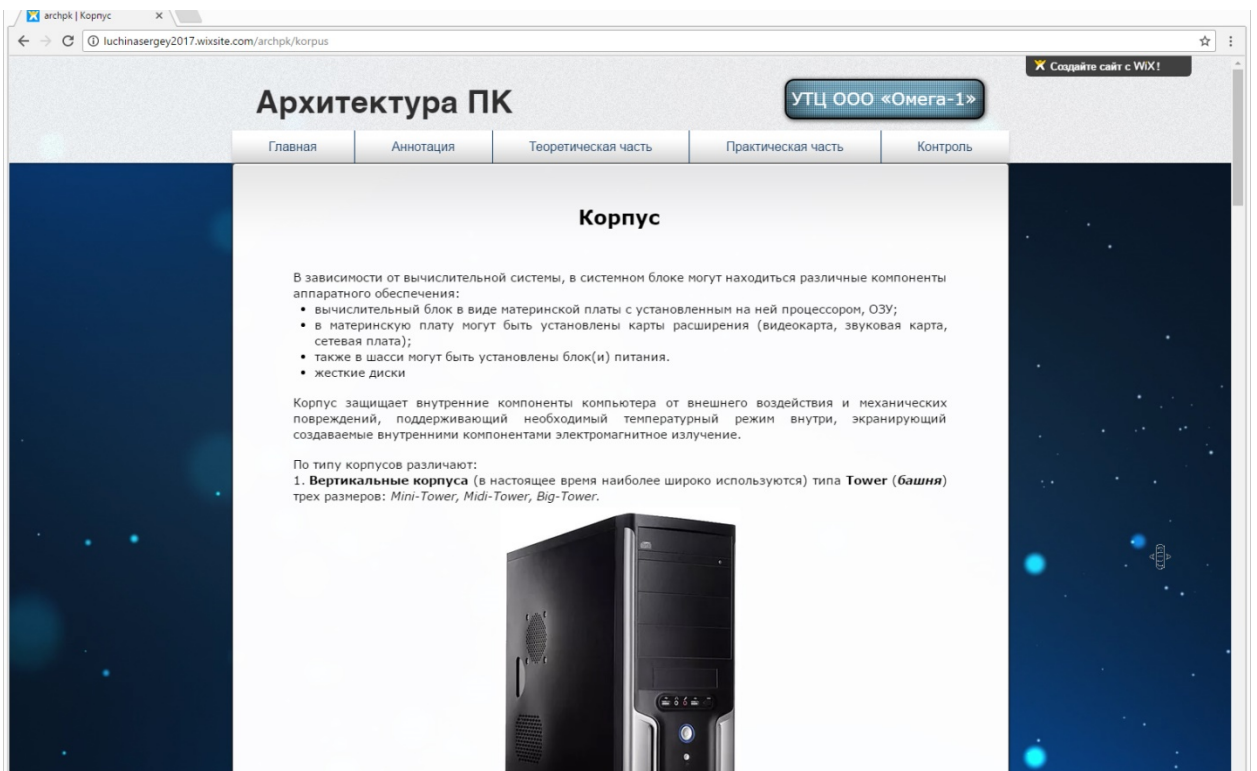 archpk | Корпус
luchinasergey2017.wixsite.com/archpk/korpus
Создайте сайт с WiX!
Архитектура ПК
УТЦ ООО «Омега-1»
Главная Аннотация Теоретическая часть Практическая часть Контроль
Корпус
В зависимости от вычислительной системы, в системном блоке могут находиться различные компоненты
аппаратного обеспечения:
• вычислительный блок в виде материнской платы с установленным на ней процессором, ОЗУ;
• в материнскую плату могут быть установлены карты расширения (видеокарта, звуковая карта,
сетевая плата);
• также в шасси могут быть установлены блок(и) питания.
• жесткие диски
Корпус защищает внутренние компоненты компьютера от внешнего воздействия и механических
повреждений, поддерживающий необходимый температурный режим внутри, экранирующий
создаваемые внутренними компонентами электромагнитное излучение.
По типу корпусов различают:
1. Вертикальные корпуса (в настоящее время наиболее широко используются) типа Tower (башня)
трех размеров: Mini-Tower, Midi-Tower, Big-Tower.